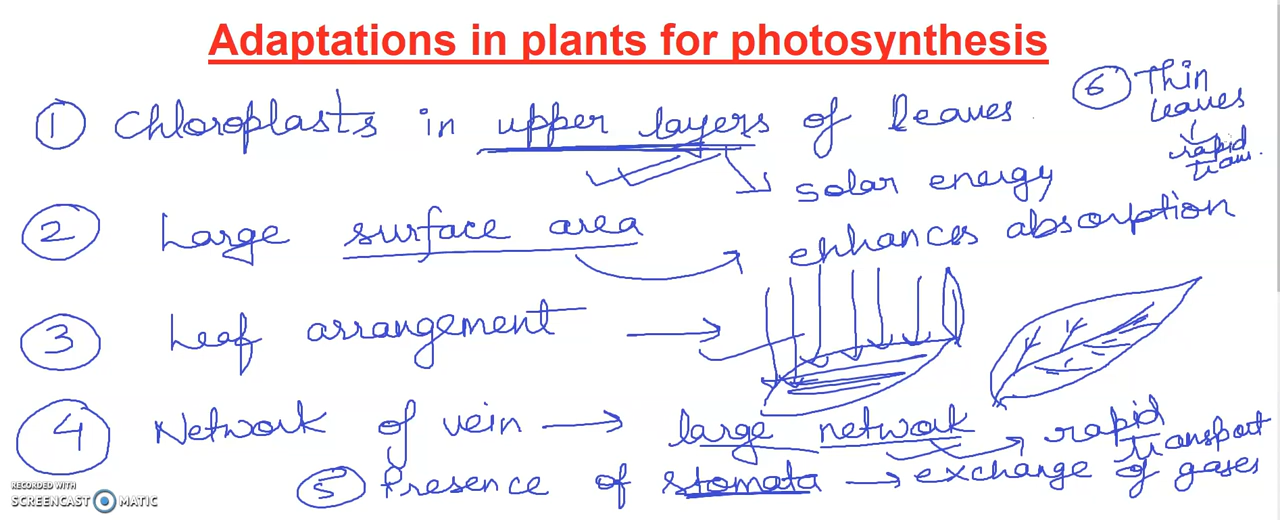 Adaptations in plants for photosynthesis
1 Chloroplasts in upper layers of leaves
solar energy
2 Large surface area
enhances absorption
3 Leaf arrangement
4 Network of vein → large network → rapid transport
5 Presence of stomata → exchange of gases
6 Thin
leaves
↓
rapid
trans.
RECORDED WITH
SCREENCAST MATIC